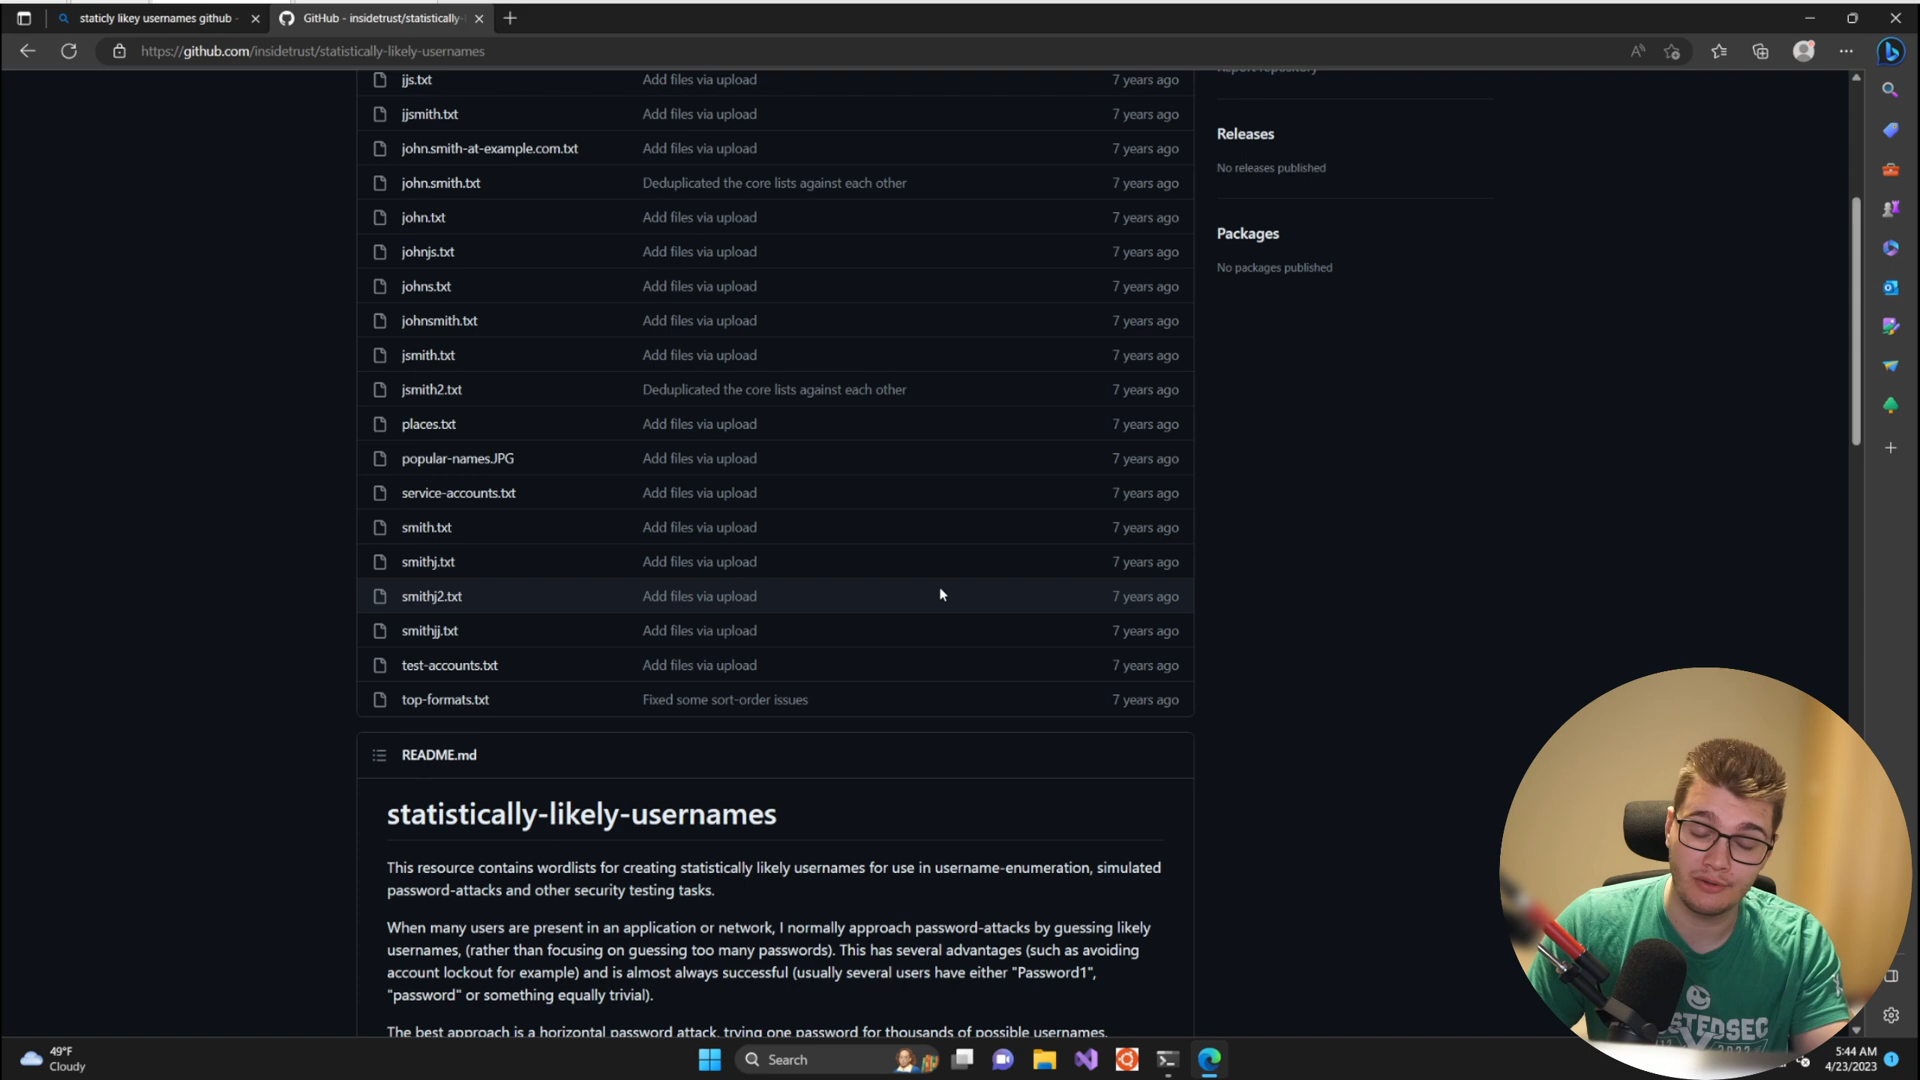 staticly likey usernames github -
GitHub - insidetrust/statistically-
https://github.com/insidetrust/statistically-likely-usernames
jjs.txt Add files via upload 7 years ago
jjsmith.txt Add files via upload 7 years ago
john.smith-at-example.com.txt Add files via upload 7 years ago
john.smith.txt Deduplicated the core lists against each other 7 years ago
john.txt Add files via upload 7 years ago
johnjs.txt Add files via upload 7 years ago
johns.txt Add files via upload 7 years ago
johnsmith.txt Add files via upload 7 years ago
jsmith.txt Add files via upload 7 years ago
jsmith2.txt Deduplicated the core lists against each other 7 years ago
places.txt Add files via upload 7 years ago
popular-names.JPG Add files via upload 7 years ago
service-accounts.txt Add files via upload 7 years ago
smith.txt Add files via upload 7 years ago
smithj.txt Add files via upload 7 years ago
smithj2.txt Add files via upload 7 years ago
smithjj.txt Add files via upload 7 years ago
test-accounts.txt Add files via upload 7 years ago
top-formats.txt Fixed some sort-order issues 7 years ago
Report repository
Releases
No releases published
Packages
No packages published
README.md
statistically-likely-usernames
This resource contains wordlists for creating statistically likely usernames for use in username-enumeration, simulated
password-attacks and other security testing tasks.
When many users are present in an application or network, I normally approach password-attacks by guessing likely
usernames, (rather than focusing on guessing too many passwords). This has several advantages (such as avoiding
account lockout for example) and is almost always successful (usually several users have either "Password1",
"password" or something equally trivial).
The best approach is a horizontal password attack, trying one password for thousands of possible usernames.
STEDSEC
49°F
Cloudy
Search
5:44 AM
4/23/2023
1